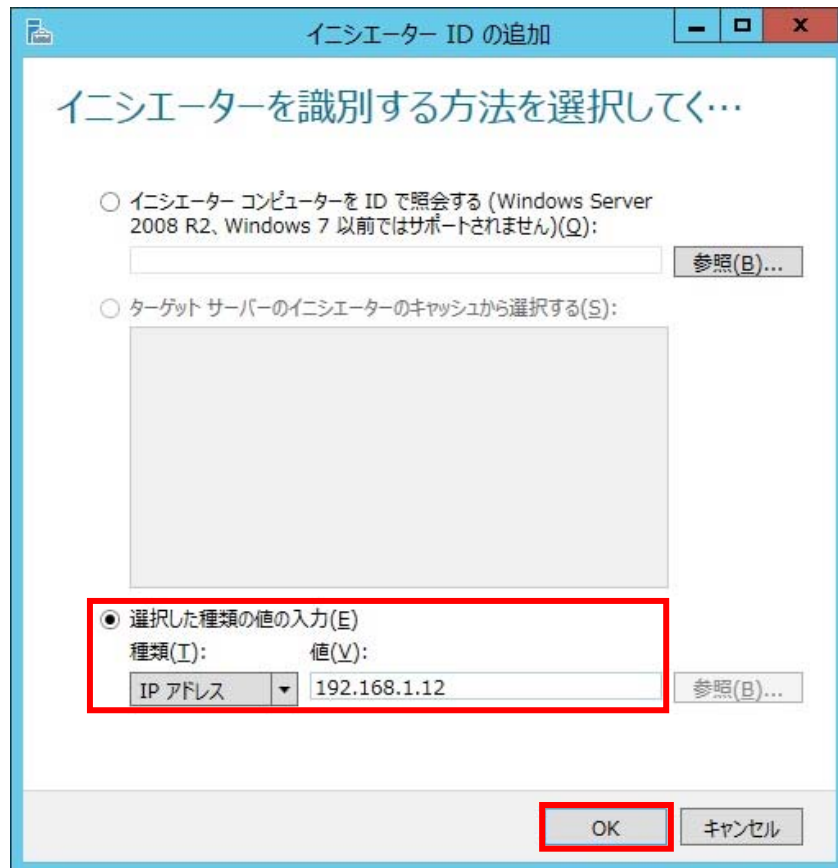 イニシエーター ID の追加
イニシエーターを識別する方法を選択してく…
イニシエーター コンピューターを ID で照会する (Windows Server
2008 R2、Windows 7 以前ではサポートされません)(Q):
参照(B)...
ターゲット サーバーのイニシエーターのキャッシュから選択する(S):
選択した種類の値の入力(E)
種類(T): 値(V):
IP アドレス 192.168.1.12 参照(B)...
OK キャンセル